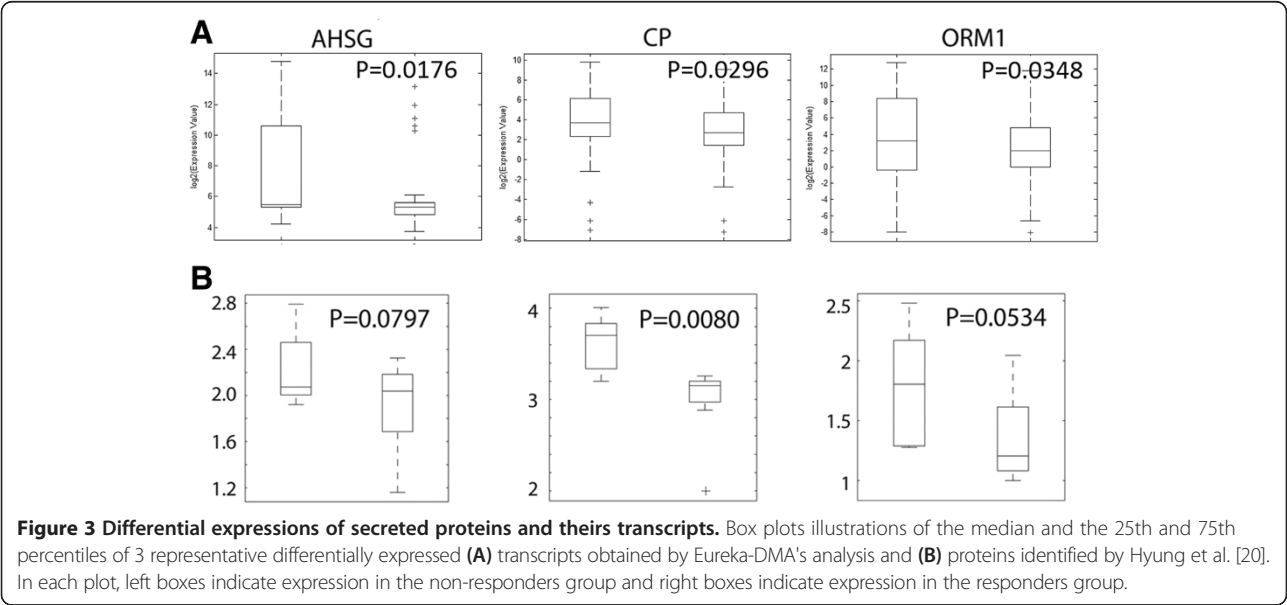 A
AHSG
CP
ORM1
P=0.0176
P=0.0296
P=0.0348
log2(Expression Value)
14
12
10
8
6
4
log2(Expression Value)
10
8
6
4
2
0
-2
-4
-6
-8
log2(Expression Value)
12
10
8
6
4
2
0
-2
-4
-6
-8
B
P=0.0797
P=0.0080
P=0.0534
2.8
2.4
2.0
1.6
1.2
4
3
2
2.5
2
1.5
1
Figure 3 Differential expressions of secreted proteins and theirs transcripts. Box plots illustrations of the median and the 25th and 75th
percentiles of 3 representative differentially expressed (A) transcripts obtained by Eureka-DMA's analysis and (B) proteins identified by Hyung et al. [20].
In each plot, left boxes indicate expression in the non-responders group and right boxes indicate expression in the responders group.